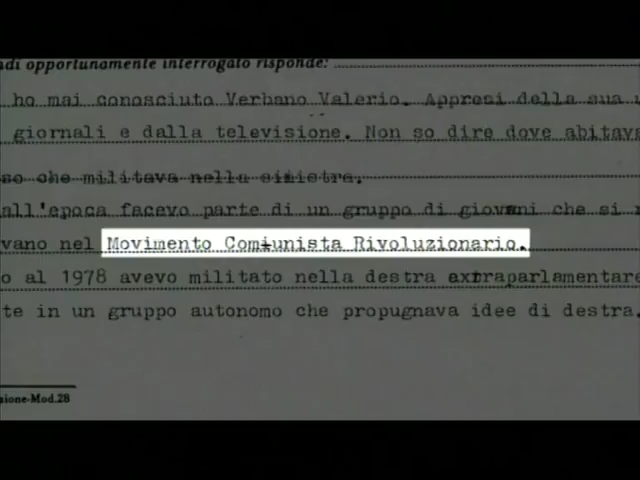 ndi opportunamente interrogato risponde:
ho mai conosciuto Verbano Valerio. Appresi della sua
giornali e dalla televisione. Non so dire dove abitav
so che militava nella sinistra.
all'epoca facevo parte di un gruppo di giovani che si
vano nel Movimento Comunista Rivoluzionario.
o al 1978 avevo militato nella destra extraparlamentare
te in un gruppo autonomo che propugnava idee di destra.
sione-Mod.28